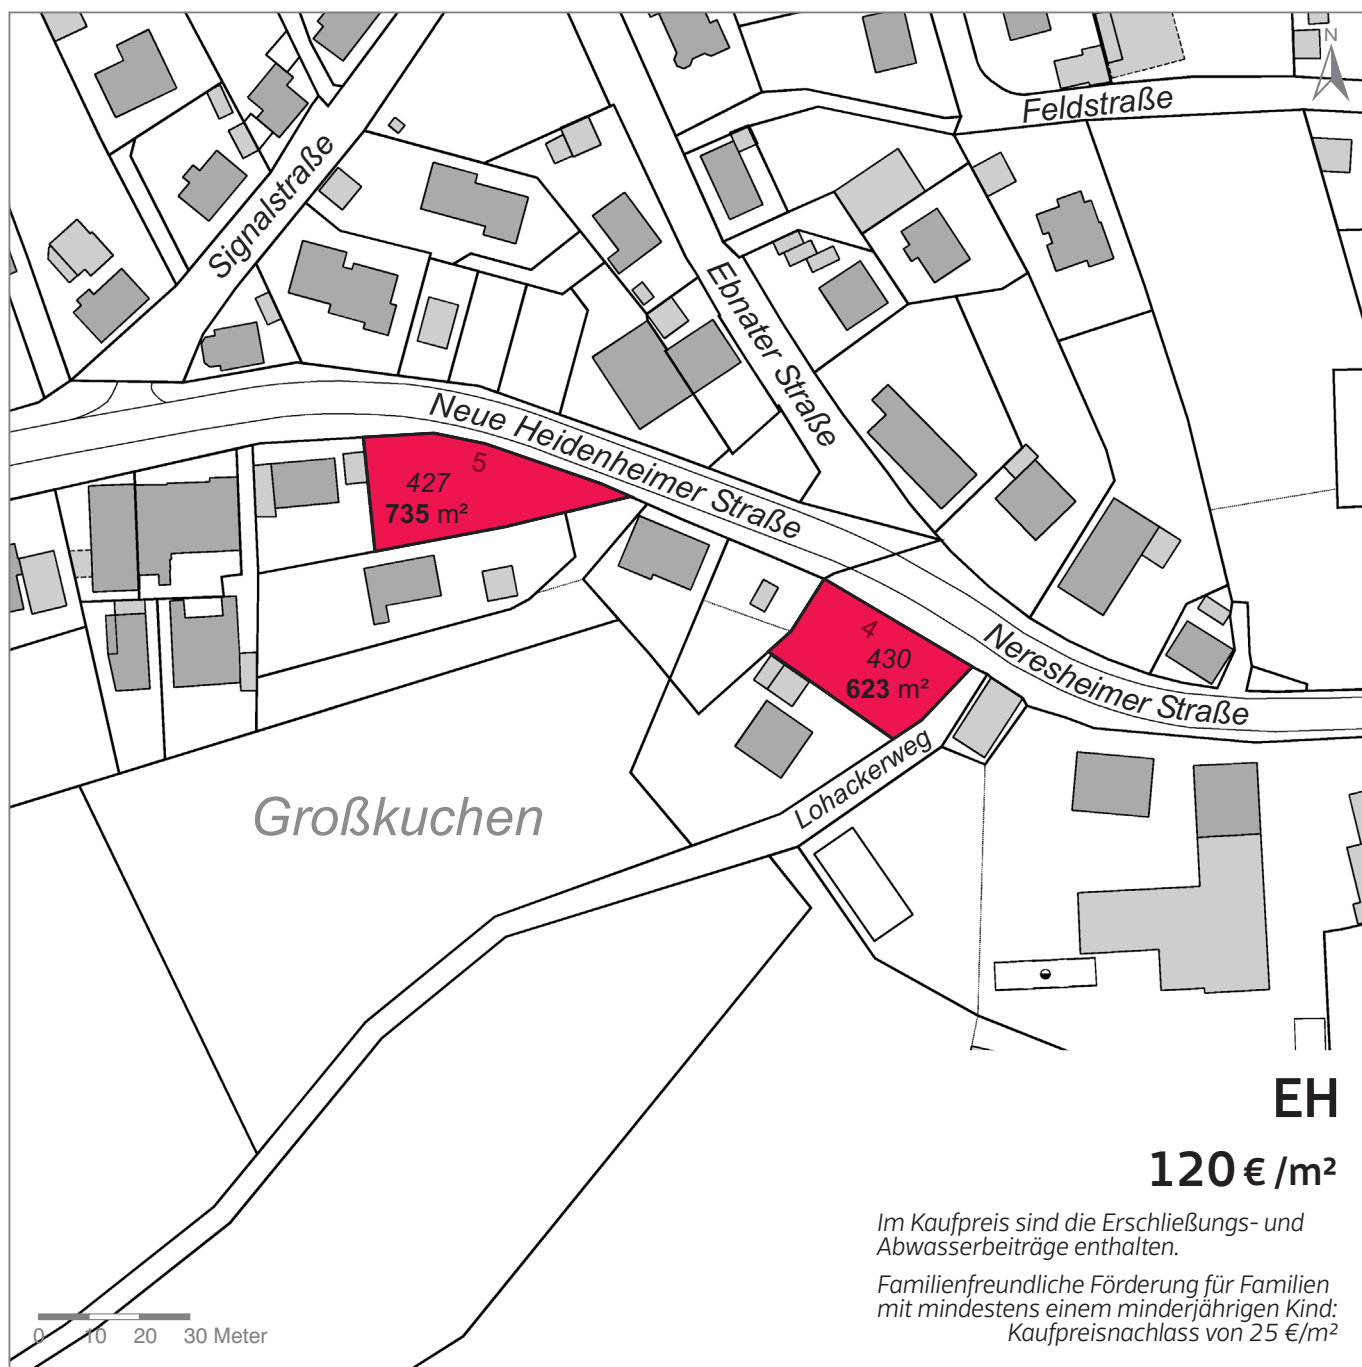 N
Feldstraße
Signalstraße
Ebnater Straße
Neue Heidenheimer Straße
5
427
735 m²
4
430
623 m²
Neresheimer Straße
Lohackerweg
Großkuchen
EH
120 € /m²
Im Kaufpreis sind die Erschließungs- und
Abwasserbeiträge enthalten.
Familienfreundliche Förderung für Familien
mit mindestens einem minderjährigen Kind:
Kaufpreisnachlass von 25 €/m²
0 10 20 30 Meter